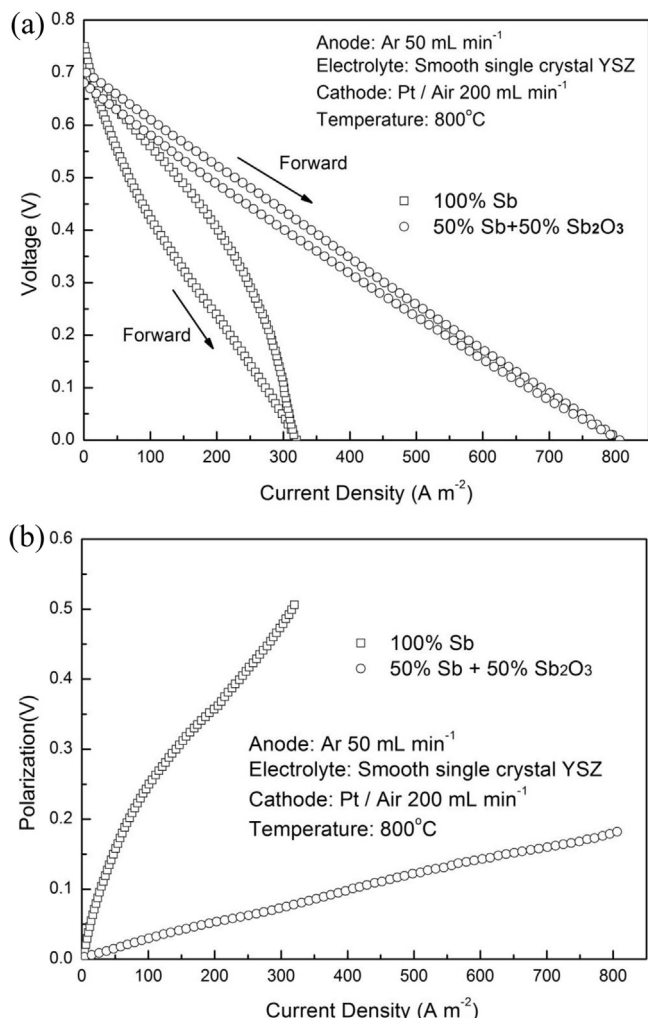 (a)
0.8
0.7
0.6
0.5
0.4
0.3
0.2
0.1
0.0
Voltage (V)
Anode: Ar 50 mL min⁻¹
Electrolyte: Smooth single crystal YSZ
Cathode: Pt / Air 200 mL min⁻¹
Temperature: 800°C
Forward
100% Sb
50% Sb+50% Sb₂O₃
Forward
0 100 200 300 400 500 600 700 800
Current Density (A m⁻²)
(b)
0.6
0.5
0.4
0.3
0.2
0.1
0.0
Polarization(V)
100% Sb
50% Sb + 50% Sb₂O₃
Anode: Ar 50 mL min⁻¹
Electrolyte: Smooth single crystal YSZ
Cathode: Pt / Air 200 mL min⁻¹
Temperature: 800°C
0 100 200 300 400 500 600 700 800
Current Density (A m⁻²)